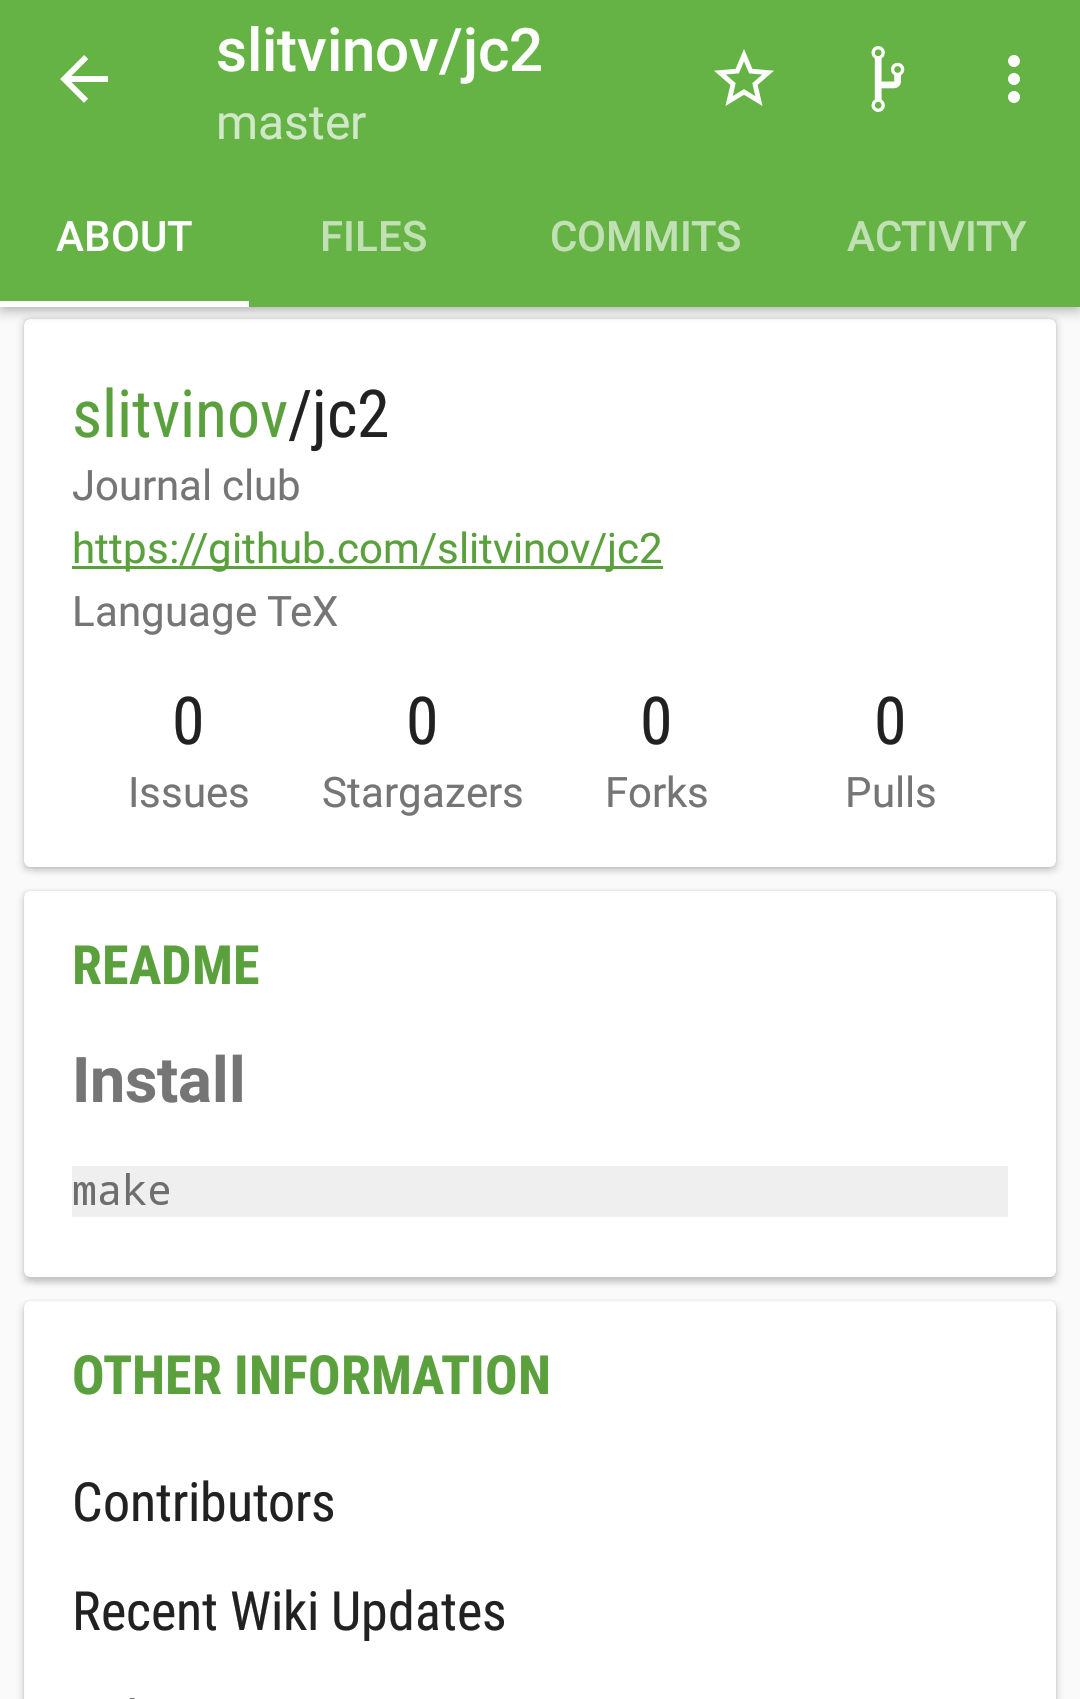 slitvinov/jc2
master
ABOUT FILES COMMITS ACTIVITY
slitvinov/jc2
Journal club
https://github.com/slitvinov/jc2
Language TeX
0 0 0 0
Issues Stargazers Forks Pulls
README
Install
make
OTHER INFORMATION
Contributors
Recent Wiki Updates